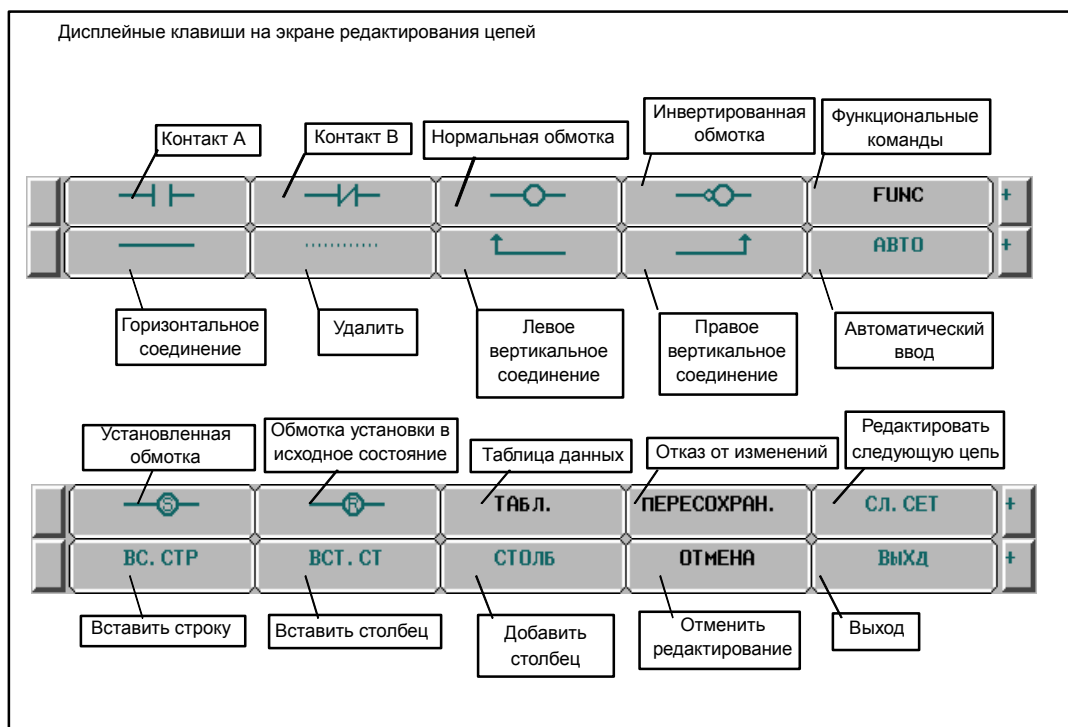 Дисплейные клавиши на экране редактирования цепей
Контакт A
Контакт B
Нормальная обмотка
Инвертированная
обмотка
Функциональные
команды
FUNC
+
АВТО
+
Горизонтальное
соединение
Удалить
Левое
вертикальное
соединение
Правое
вертикальное
соединение
Автоматический
ввод
Установленная
обмотка
Обмотка установки в
исходное состояние
Таблица данных
Отказ от изменений
Редактировать
следующую цепь
S
R
ТАБЛ.
ПЕРЕСОХРАН.
СЛ. СЕТ
+
ВС. СТР
ВСТ. СТ
СТОЛБ
ОТМЕНА
ВЫХД
+
Вставить строку
Вставить столбец
Добавить
столбец
Отменить
редактирование
Выход